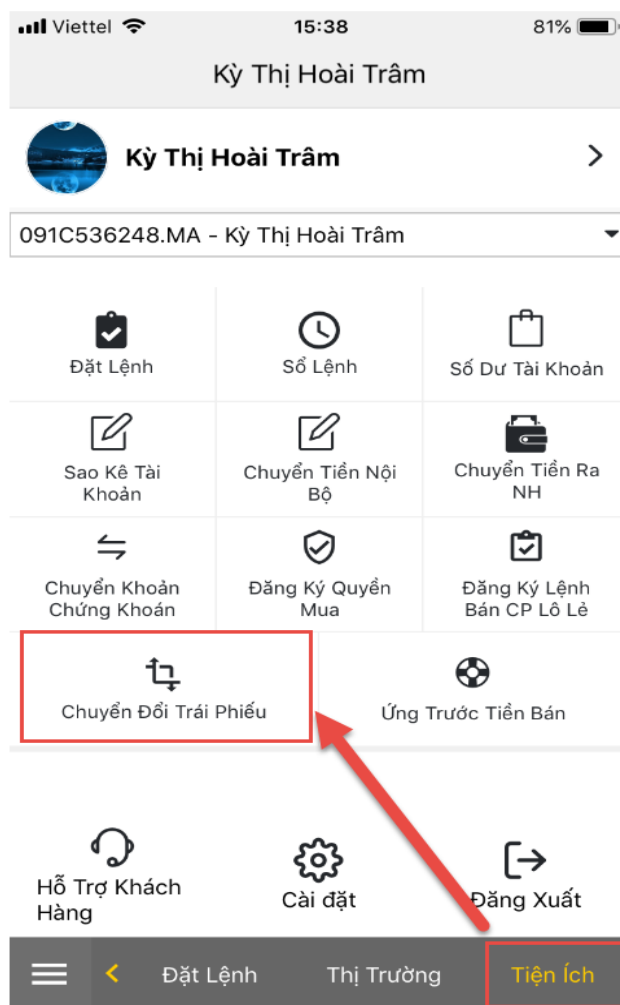 Viettel 15:38 81%
Kỳ Thị Hoài Trâm
Kỳ Thị Hoài Trâm
091C536248.MA - Kỳ Thị Hoài Trâm
Đặt Lệnh Sổ Lệnh Số Dư Tài Khoản
Sao Kê Tài
Khoản
Chuyển Tiền Nội
Bộ
Chuyển Tiền Ra
NH
Chuyển Khoản
Chứng Khoán
Đăng Ký Quyền
Mua
Đăng Ký Lệnh
Bán CP Lô Lẻ
Chuyển Đổi Trái Phiếu Ứng Trước Tiền Bán
Hỗ Trợ Khách
Hàng
Cài đặt
Đăng Xuất
Đặt Lệnh Thị Trường Tiện Ích